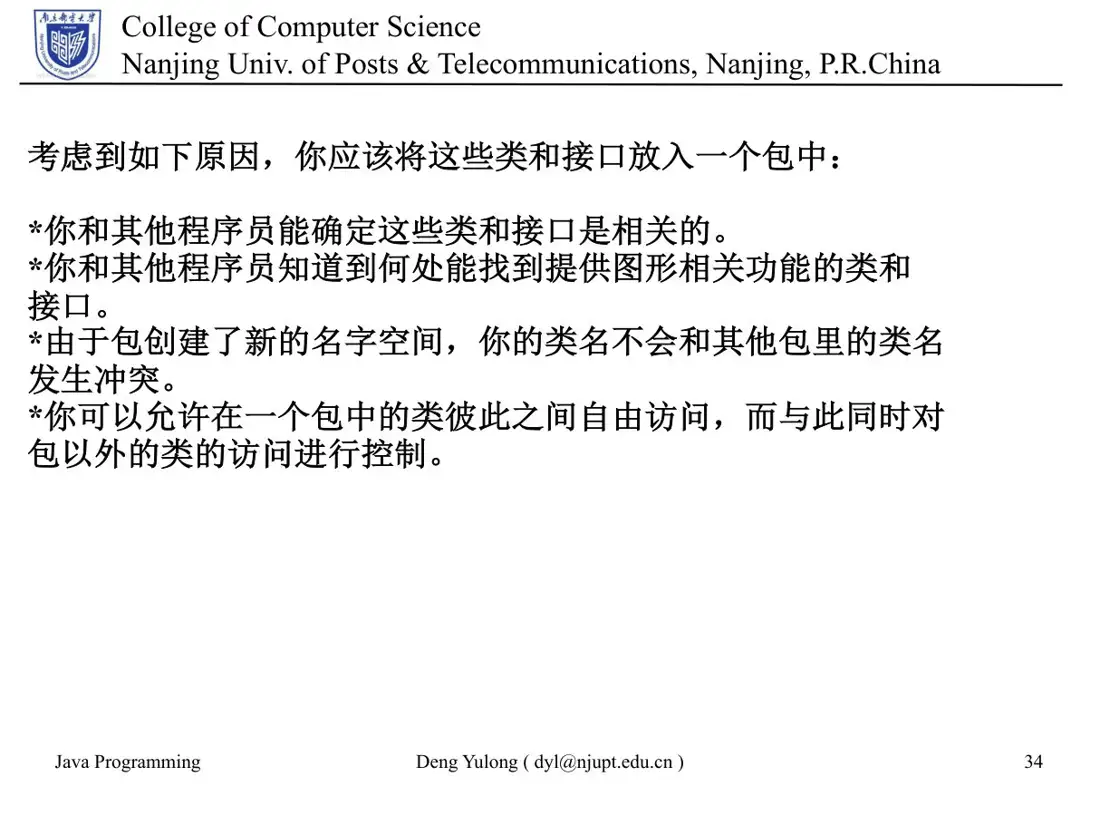 College of Computer Science
Nanjing Univ. of Posts & Telecommunications, Nanjing, P.R.China
考虑到如下原因，你应该将这些类和接口放入一个包中：
*你和其他程序员能确定这些类和接口是相关的。
*你和其他程序员知道到何处能找到提供图形相关功能的类和
接口。
*由于包创建了新的名字空间，你的类名不会和其他包里的类名
发生冲突。
*你可以允许在一个包中的类彼此之间自由访问，而与此同时对
包以外的类的访问进行控制。
Java Programming
Deng Yulong ( dyl@njupt.edu.cn )
34